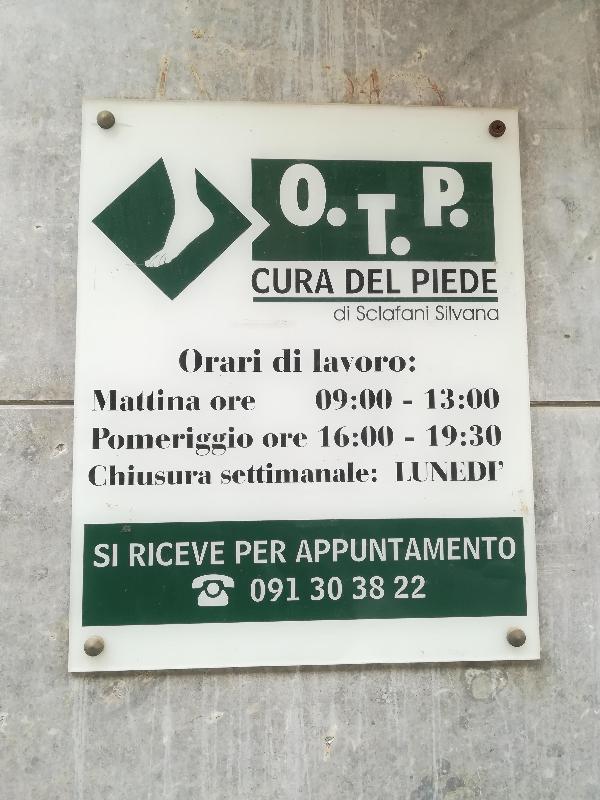 O. T. P.
CURA DEL PIEDE
di Sclafani Silvana
Orari di lavoro:
Mattina ore 09:00 - 13:00
Pomeriggio ore 16:00 - 19:30
Chiusura settimanale: LUNEDI'
SI RICEVE PER APPUNTAMENTO
☎ 091 30 38 22